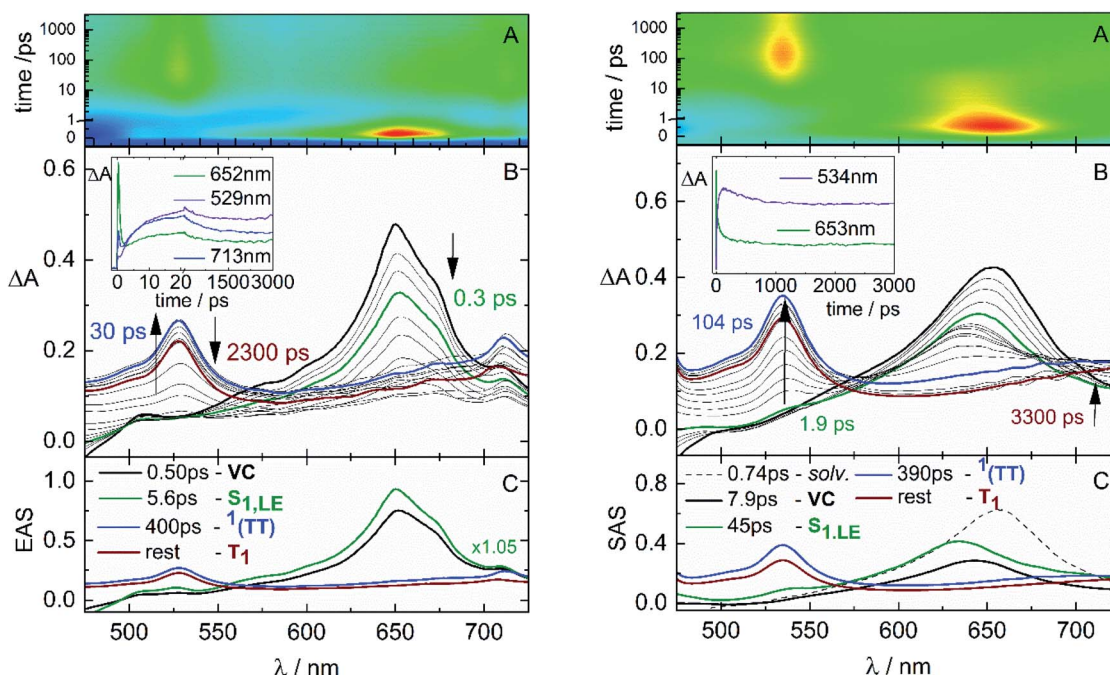 A
time /ps
1000
100
10
1
0
B
ΔA
0.6
0.4
0.2
0.0
ΔA
652nm
529nm
713nm
0 10 20 1500 3000
time / ps
0.3 ps
30 ps
2300 ps
C
EAS
1.0
0.5
0.0
0.50ps - VC
5.6ps - S1,LE
400ps - 1(TT)
rest - T1
x1.05
500 550 600 650 700
λ / nm
A
time / ps
1000
100
10
1
0
B
ΔA
0.6
0.4
0.2
0.0
ΔA
534nm
653nm
0 1000 2000 3000
time / ps
104 ps
1.9 ps
3300 ps
C
SAS
0.8
0.4
0.0
0.74ps - solv.
7.9ps - VC
45ps - S1.LE
390ps - 1(TT)
rest - T1
500 550 600 650 700
λ / nm